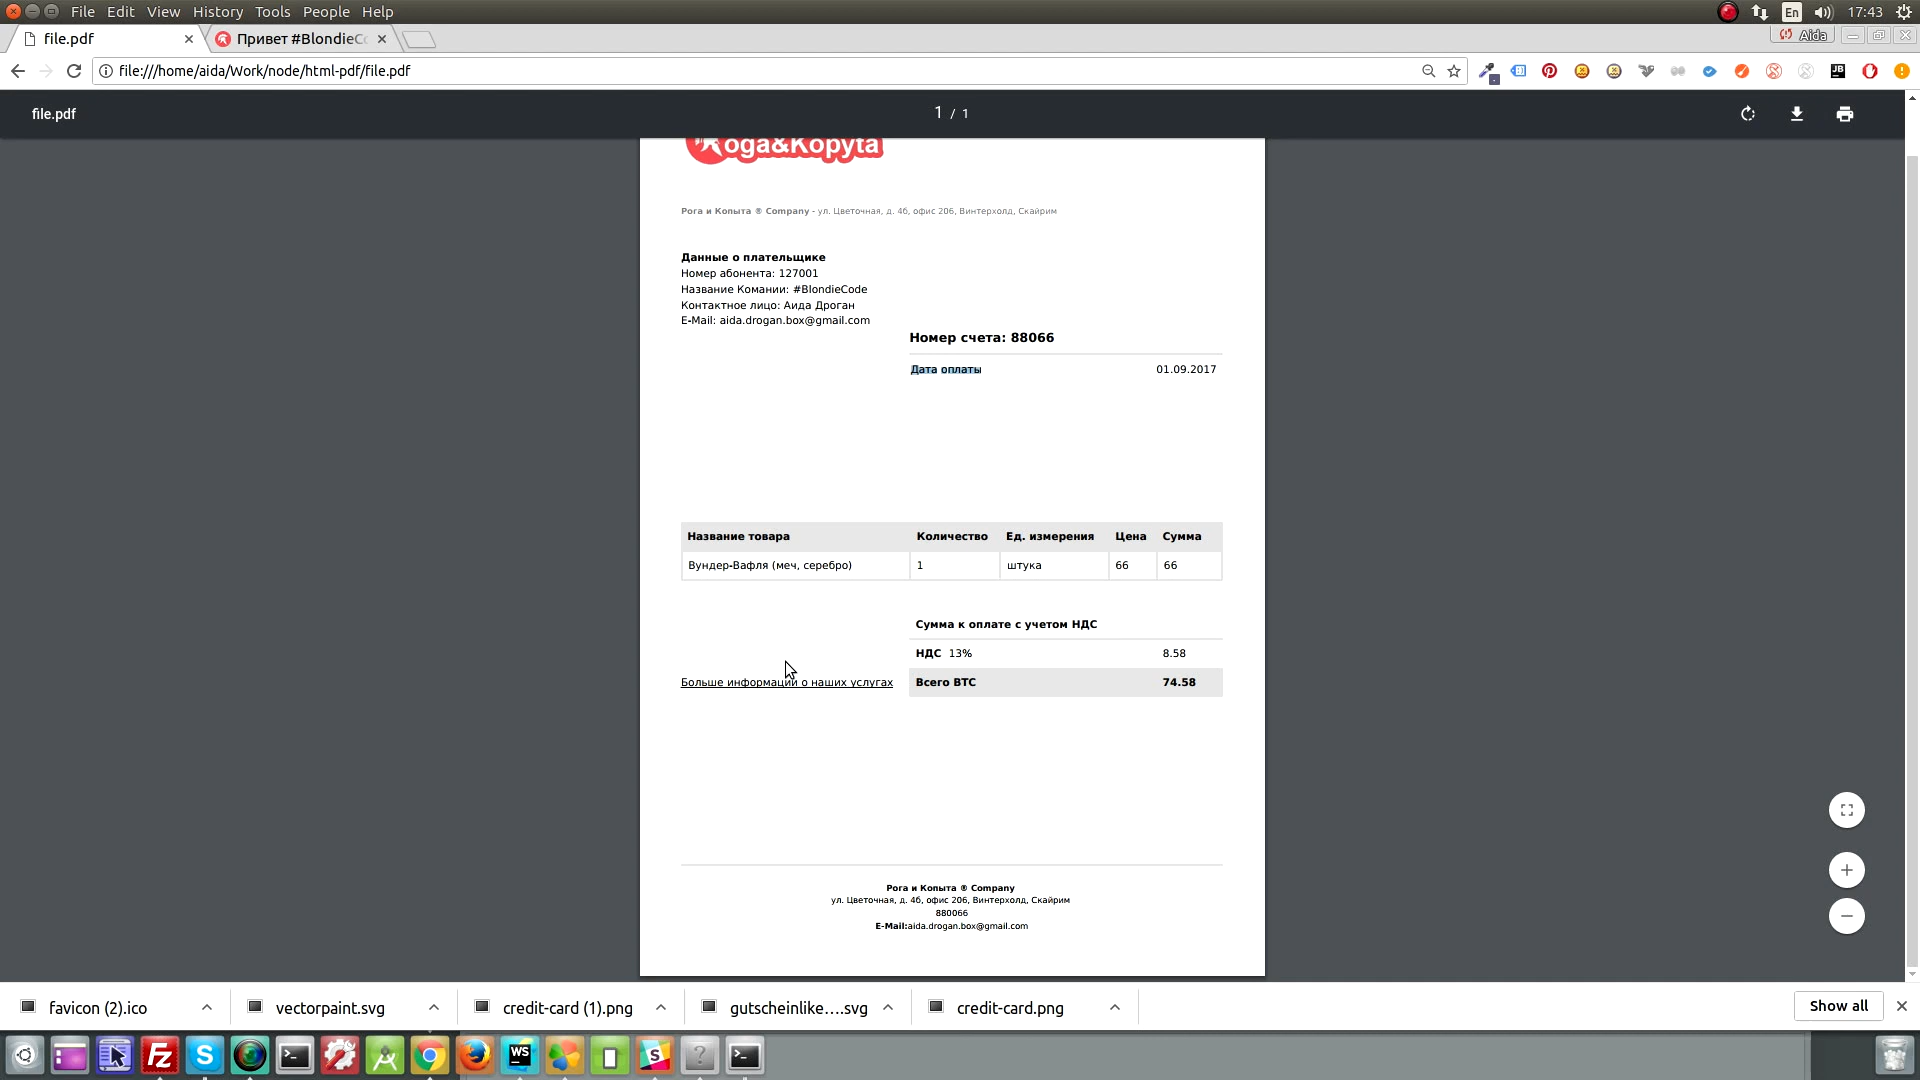 File Edit View History Tools People Help
En 17:43
file.pdf
Привет #BlondieC
Aida
file:///home/aida/Work/node/html-pdf/file.pdf
file.pdf
1 / 1
Roga&Kopyta
Рога и Копыта ® Company - ул. Цветочная, д. 46, офис 206, Винтерхолд, Скайрим
Данные о плательщике
Номер абонента: 127001
Название Комании: #BlondieCode
Контактное лицо: Аида Дроган
E-Mail: aida.drogan.box@gmail.com
Номер счета: 88066
Дата оплаты 01.09.2017
Название товара Количество Ед. измерения Цена Сумма
Вундер-Вафля (меч, серебро) 1 штука 66 66
Сумма к оплате с учетом НДС
НДС 13% 8.58
Больше информации о наших услугах
Всего BTC 74.58
Рога и Копыта ® Company
ул. Цветочная, д. 46, офис 206, Винтерхолд, Скайрим
880066
E-Mail:aida.drogan.box@gmail.com
favicon (2).ico
vectorpaint.svg
credit-card (1).png
gutscheinlike....svg
credit-card.png
Show all